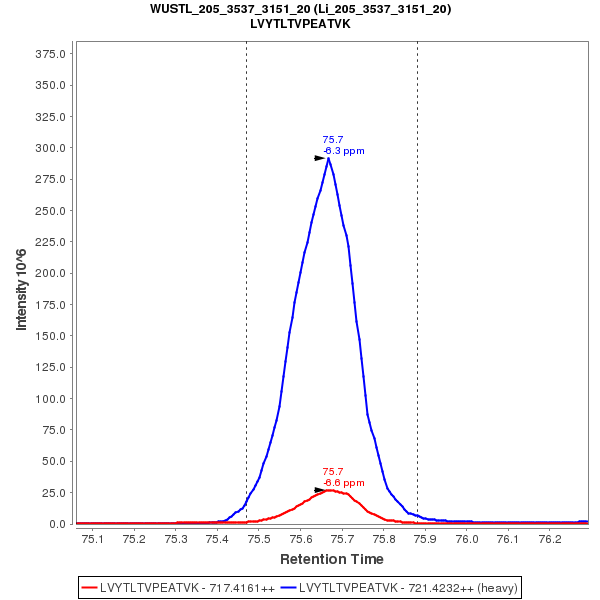 WUSTL_205_3537_3151_20 (Li_205_3537_3151_20)
LVYTLTVPEATVK
375.0
350.0
325.0
300.0
275.0
250.0
225.0
200.0
175.0
150.0
125.0
100.0
75.0
50.0
25.0
0.0
Intensity 10^6
75.7
-6.3 ppm
75.7
-6.6 ppm
75.1 75.2 75.3 75.4 75.5 75.6 75.7 75.8 75.9 76.0 76.1 76.2
Retention Time
LVYTLTVPEATVK - 717.4161++ LVYTLTVPEATVK - 721.4232++ (heavy)